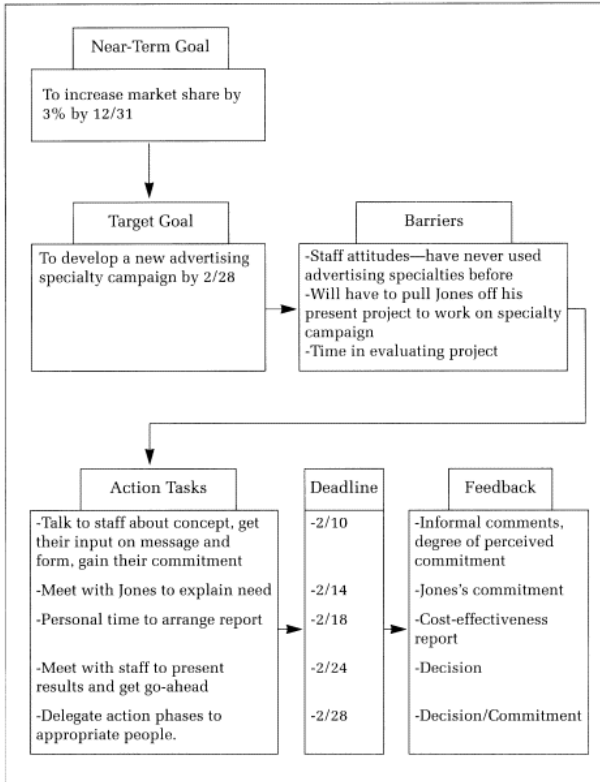 Near-Term Goal
To increase market share by
3% by 12/31
Target Goal
To develop a new advertising
specialty campaign by 2/28
Barriers
-Staff attitudes—have never used
advertising specialties before
-Will have to pull Jones off his
present project to work on specialty
campaign
-Time in evaluating project
Action Tasks
-Talk to staff about concept, get
their input on message and
form, gain their commitment
-Meet with Jones to explain need
-Personal time to arrange report
-Meet with staff to present
results and get go-ahead
-Delegate action phases to
appropriate people.
Deadline
-2/10
-2/14
-2/18
-2/24
-2/28
Feedback
-Informal comments,
degree of perceived
commitment
-Jones's commitment
-Cost-effectiveness
report
-Decision
-Decision/Commitment